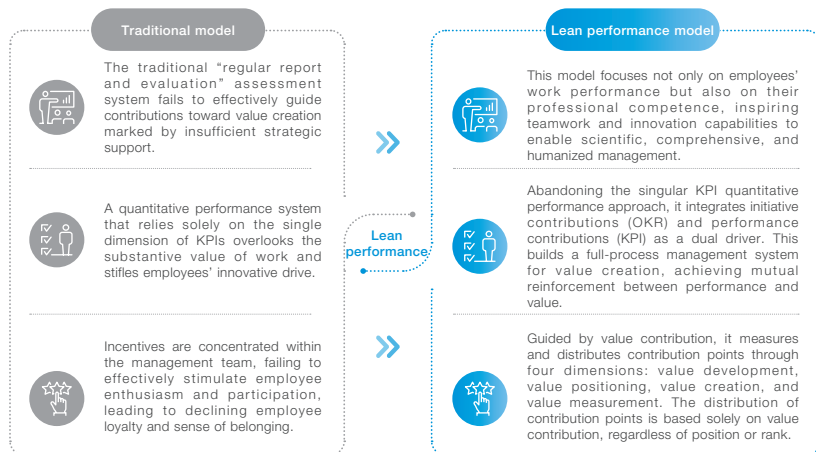 Traditional model
The traditional “regular report
and evaluation” assessment
system fails to effectively guide
contributions toward value creation
marked by insufficient strategic
support.
A quantitative performance system
that relies solely on the single
dimension of KPIs overlooks the
substantive value of work and
stifles employees’ innovative drive.
Incentives are concentrated within
the management team, failing to
effectively stimulate employee
enthusiasm and participation,
leading to declining employee
loyalty and sense of belonging.
Lean
performance
Lean performance model
This model focuses not only on employees’
work performance but also on their
professional competence, inspiring
teamwork and innovation capabilities to
enable scientific, comprehensive, and
humanized management.
Abandoning the singular KPI quantitative
performance approach, it integrates initiative
contributions (OKR) and performance
contributions (KPI) as a dual driver. This
builds a full-process management system
for value creation, achieving mutual
reinforcement between performance and
value.
Guided by value contribution, it measures
and distributes contribution points through
four dimensions: value development,
value positioning, value creation, and
value measurement. The distribution of
contribution points is based solely on value
contribution, regardless of position or rank.